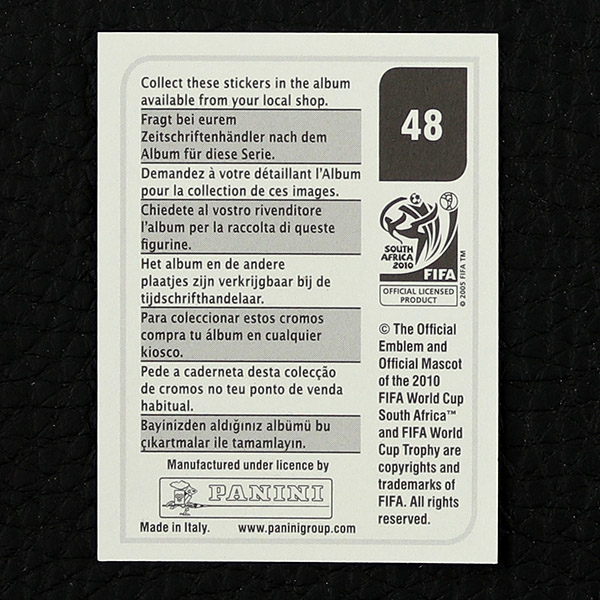 Collect these stickers in the album
available from your local shop.
Fragt bei eurem
Zeitschriftenhändler nach dem
Album für diese Serie.
Demandez à votre détaillant l'Album
pour la collection de ces images.
Chiedete al vostro rivenditore
l'album per la raccolta di queste
figurine.
Het album en de andere
plaatjes zijn verkrijgbaar bij de
tijdschrifthandelaar.
Para coleccionar estos cromos
compra tu álbum en cualquier
kiosco.
Pede a caderneta desta colecção
de cromos no teu ponto de venda
habitual.
Bayinizden aldığınız albümü bu
çıkartmalar ile tamamlayın.
Manufactured under licence by
PANINI
Made in Italy. www.paninigroup.com
48
SOUTH
AFRICA
2010
FIFA
© 2005 FIFA TM
OFFICIAL LICENSED
PRODUCT
© The Official
Emblem and
Official Mascot
of the 2010
FIFA World Cup
South Africa™
and FIFA World
Cup Trophy are
copyrights and
trademarks of
FIFA. All rights
reserved.